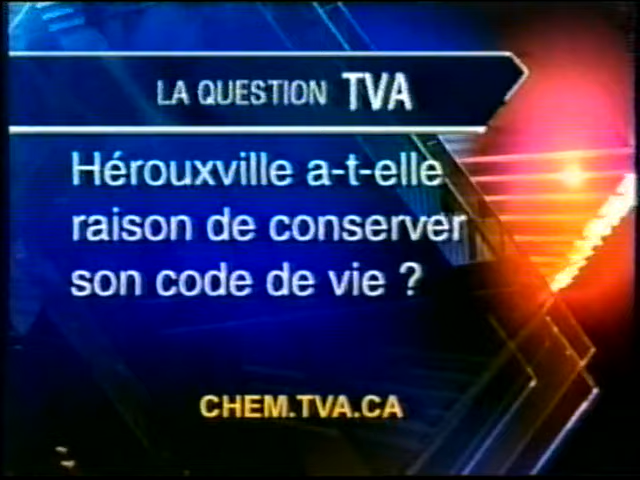 LA QUESTION TVA
Hérouxville a-t-elle
raison de conserver
son code de vie ?
CHEM.TVA.CA